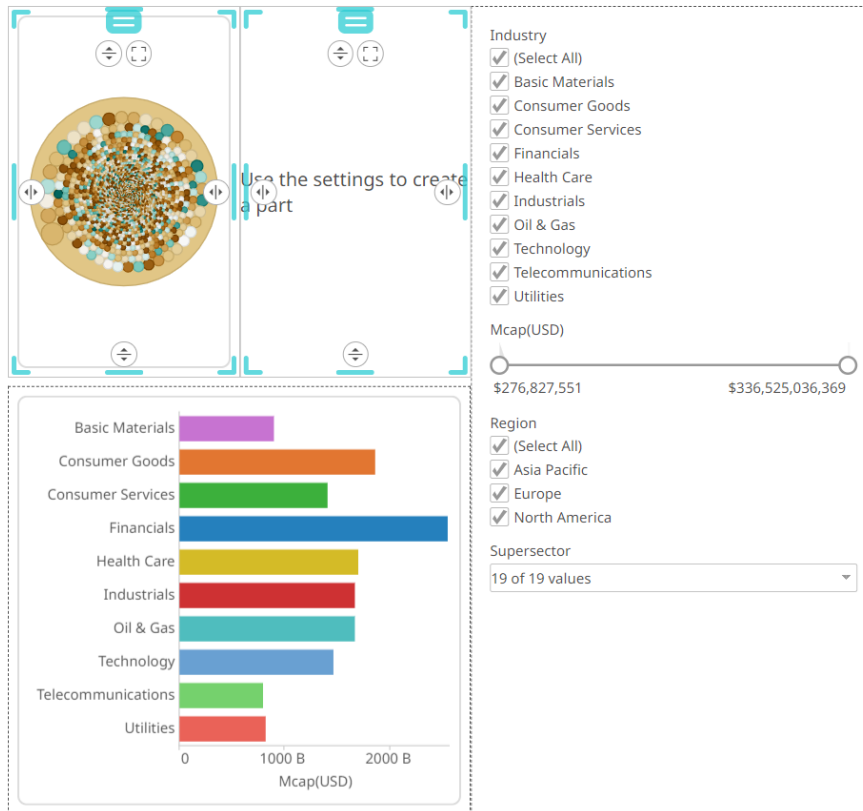 Use the settings to create
a part
Industry
(Select All)
Basic Materials
Consumer Goods
Consumer Services
Financials
Health Care
Industrials
Oil & Gas
Technology
Telecommunications
Utilities
Mcap(USD)
$276,827,551 $336,525,036,369
Region
(Select All)
Asia Pacific
Europe
North America
Supersector
19 of 19 values
Basic Materials
Consumer Goods
Consumer Services
Financials
Health Care
Industrials
Oil & Gas
Technology
Telecommunications
Utilities
0 1000 B 2000 B
Mcap(USD)